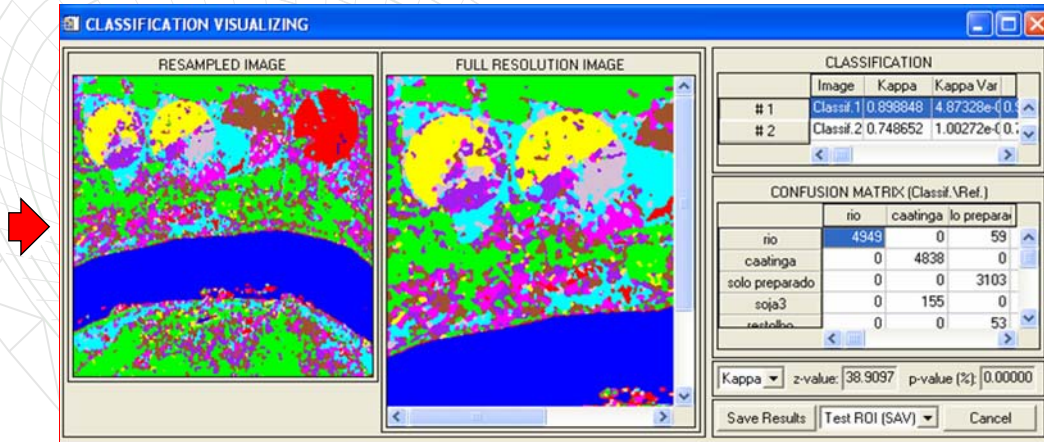 CLASSIFICATION VISUALIZING
RESAMPLED IMAGE
FULL RESOLUTION IMAGE
CLASSIFICATION
Image Kappa Kappa Var
# 1 Classif.1 0.898848 4.87328e-0
# 2 Classif.2 0.748652 1.00272e-0
CONFUSION MATRIX (Classif.\Ref.)
rio caatinga lo prepara
rio 4949 0 59
caatinga 0 4838 0
solo preparado 0 0 3103
soja3 0 155 0
restolho 0 0 53
Kappa z-value: 38.9097 p-value (%): 0.00000
Save Results Test ROI (SAV) Cancel